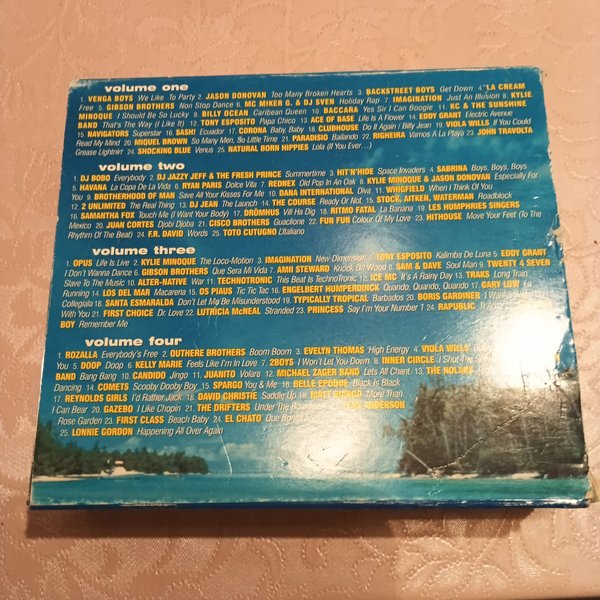 volume one
1. VENGA BOYS We Like To Party 2. JASON DONOVAN Too Many Broken Hearts 3. BACKSTREET BOYS Get Down 4. LA CREAM
Free 5. GIBSON BROTHERS Non Stop Dance 6. MC MIKER G. & DJ SVEN Holiday Rap 7. IMAGINATION Just An Illusion 8. KYLIE
MINOQUE I Should Be So Lucky 9. BILLY OCEAN Caribean Queen 10. BACCARA Yes Sir I Can Boogie 11. KC & THE SUNSHINE
BAND That's The Way (I Like It) 12. TONY ESPOSITO Papa Chico 13. ACE OF BASE Life Is A Flower 14. EDDY GRANT Electric Avenue
15. NAVIGATORS Superstar 16. SASH! Ecuador 17. CORONA Baby, Baby 18. CLUBHOUSE Do It Again / Billy Jean 19. VIOLA WILLS If You Could
Read My Mind 20. MIQUEL BROWN So Many Men, So Little Time 21. PARADISIO Bailando 22. RIGHEIRA Vamos A La Playa 23. JOHN TRAVOLTA
Grease Lightnin' 24. SHOCKING BLUE Venus 25. NATURAL BORN HIPPIES Lola (If You Ever...)
volume two
1. DJ BOBO Everybody 2. DJ JAZZY JEFF & THE FRESH PRINCE Summertime 3. HIT'N'HIDE Space Invaders 4. SABRINA Boys, Boys, Boys
5. NAVANA La Copa De La Vida 6. RYAN PARIS Dolce Vita 7. REDNEX Old Pop In An Oak 8. KYLIE MINOQUE & JASON DONOVAN Especially For
You 9. BROTHERHOOD OF MAN Save All Your Kisses For Me 10. DANA INTERNATIONAL Diva 11. WHIGFIELD When I Think Of You
12. 2 UNLIMITED The Real Thing 13. DJ JEAN The Launch 14. THE COURSE Ready Or Not 15. STOCK, AITKEN, WATERMAN Roadblock
16. SAMANTHA FOX Touch Me (I Want Your Body) 17. DRÖMHUS Vill Ha Dig 18. RITMO FATAL La Banana 19. LES HUMPHRIES SINGERS
Mexico 20. JUAN CORTES Djobi Djoba 21. CISCO BROTHERS Guacilione 22. FUN FUN Colour Of My Love 23. HITHOUSE Move Your Feet (To The
Rhythm Of The Beat) 24. F.R. DAVID Words 25. TOTO CUTUGNO L'Italiano
volume three
1. OPUS Life Is Live 2. KYLIE MINOQUE The Loco-Motion 3. IMAGINATION New Dimension 4. TONY ESPOSITO Kalimba De Luna 5. EDDY GRANT
I Don't Wanna Dance 6. GIBSON BROTHERS Que Sera Mi Vida 7. AMII STEWARD Knock On Wood 8. SAM & DAVE Soul Man 9. TWENTY 4 SEVEN
Slave To The Music 10. ALTER-NATIVE War 11. TECHNOTRONIC This Beat Is TechnoTronic 12. ICE MC It's A Rainy Day 13. TRAKS Long Train
Running 14. LOS DEL MAR Macarena 15. OS PIAUS Tic Tic Tac 16. ENGELBERT HUMPERDINCK Quando, Quando, Quando 17. GARY LOW La
Collegiala 18. SANTA ESMARALDA Don't Let Mg Be Misunderstood 19. TYPICALLY TROPICAL Barbados 20. BORIS GARDINER I Wanna Wake Up
With You 21. FIRST CHOICE Dr. Love 22. LUTRICIA McNEAL Stranded 23. PRINCESS Say I'm Your Number 1 24. RAPUBLIC
BOY Remember Me
volume four
1. ROZALLA Everybody's Free 2. OUTHERE BROTHERS Boom Boom 3. EVELYN THOMAS High Energy 4. VIOLA WILLS
You 5. DOOP Doop 6. KELLY MARIE Feels Like I'm In Love 7. 2BOYS I Won't Let You Down 8. INNER CIRCLE I Shot The
BAND Bang Bang 10. CANDIDO Jingo 11. JUANITO Volare 12. MICHAEL ZAGER BAND Let's All Chant 13. THE NOLANS
Dancing 14. COMETS Scooby Dooby Boy 15. SPARGO You & Me 16. BELLE EPOQUE Black Is Black
17. REYNOLDS GIRLS I'd Rather Jack 18. DAVID CHRISTIE Saddle Up 19. MATT BIANCO More Than
I Can Bear 20. GAZEBO I Like Chopin 21. THE DRIFTERS Under The ANDERSON
Rose Garden 23. FIRST CLASS Beach Baby 24. EL CHATO Que
25. LONNIE GORDON Happening All Over Again